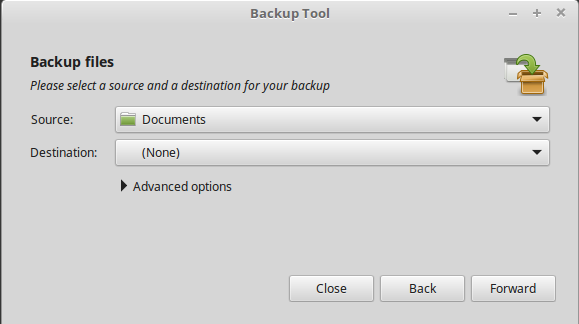 Backup Tool
Backup files
Please select a source and a destination for your backup
Source: Documents
Destination: (None)
Advanced options
Close Back Forward